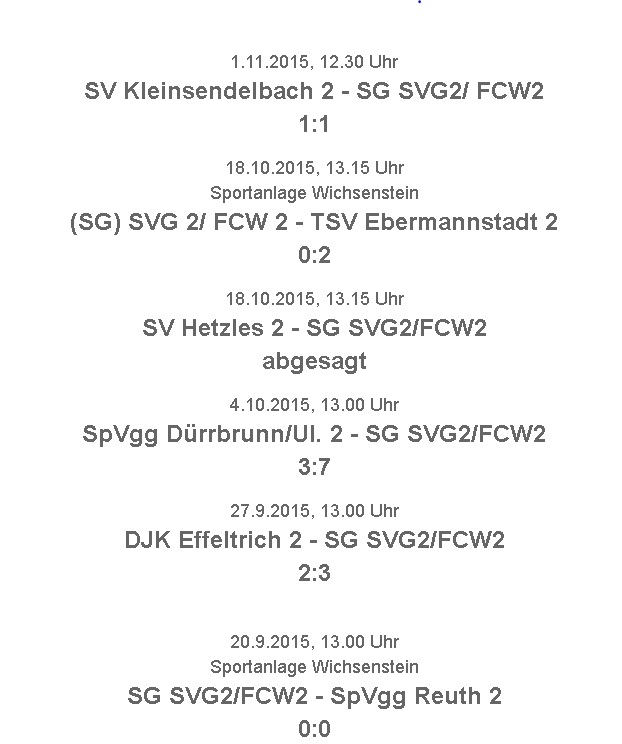 1.11.2015, 12.30 Uhr
SV Kleinsendelbach 2 - SG SVG2/ FCW2
1:1
18.10.2015, 13.15 Uhr
Sportanlage Wichsenstein
(SG) SVG 2/ FCW 2 - TSV Ebermannstadt 2
0:2
18.10.2015, 13.15 Uhr
SV Hetzles 2 - SG SVG2/FCW2
abgesagt
4.10.2015, 13.00 Uhr
SpVgg Dürrbrunn/Ul. 2 - SG SVG2/FCW2
3:7
27.9.2015, 13.00 Uhr
DJK Effeltrich 2 - SG SVG2/FCW2
2:3
20.9.2015, 13.00 Uhr
Sportanlage Wichsenstein
SG SVG2/FCW2 - SpVgg Reuth 2
0:0